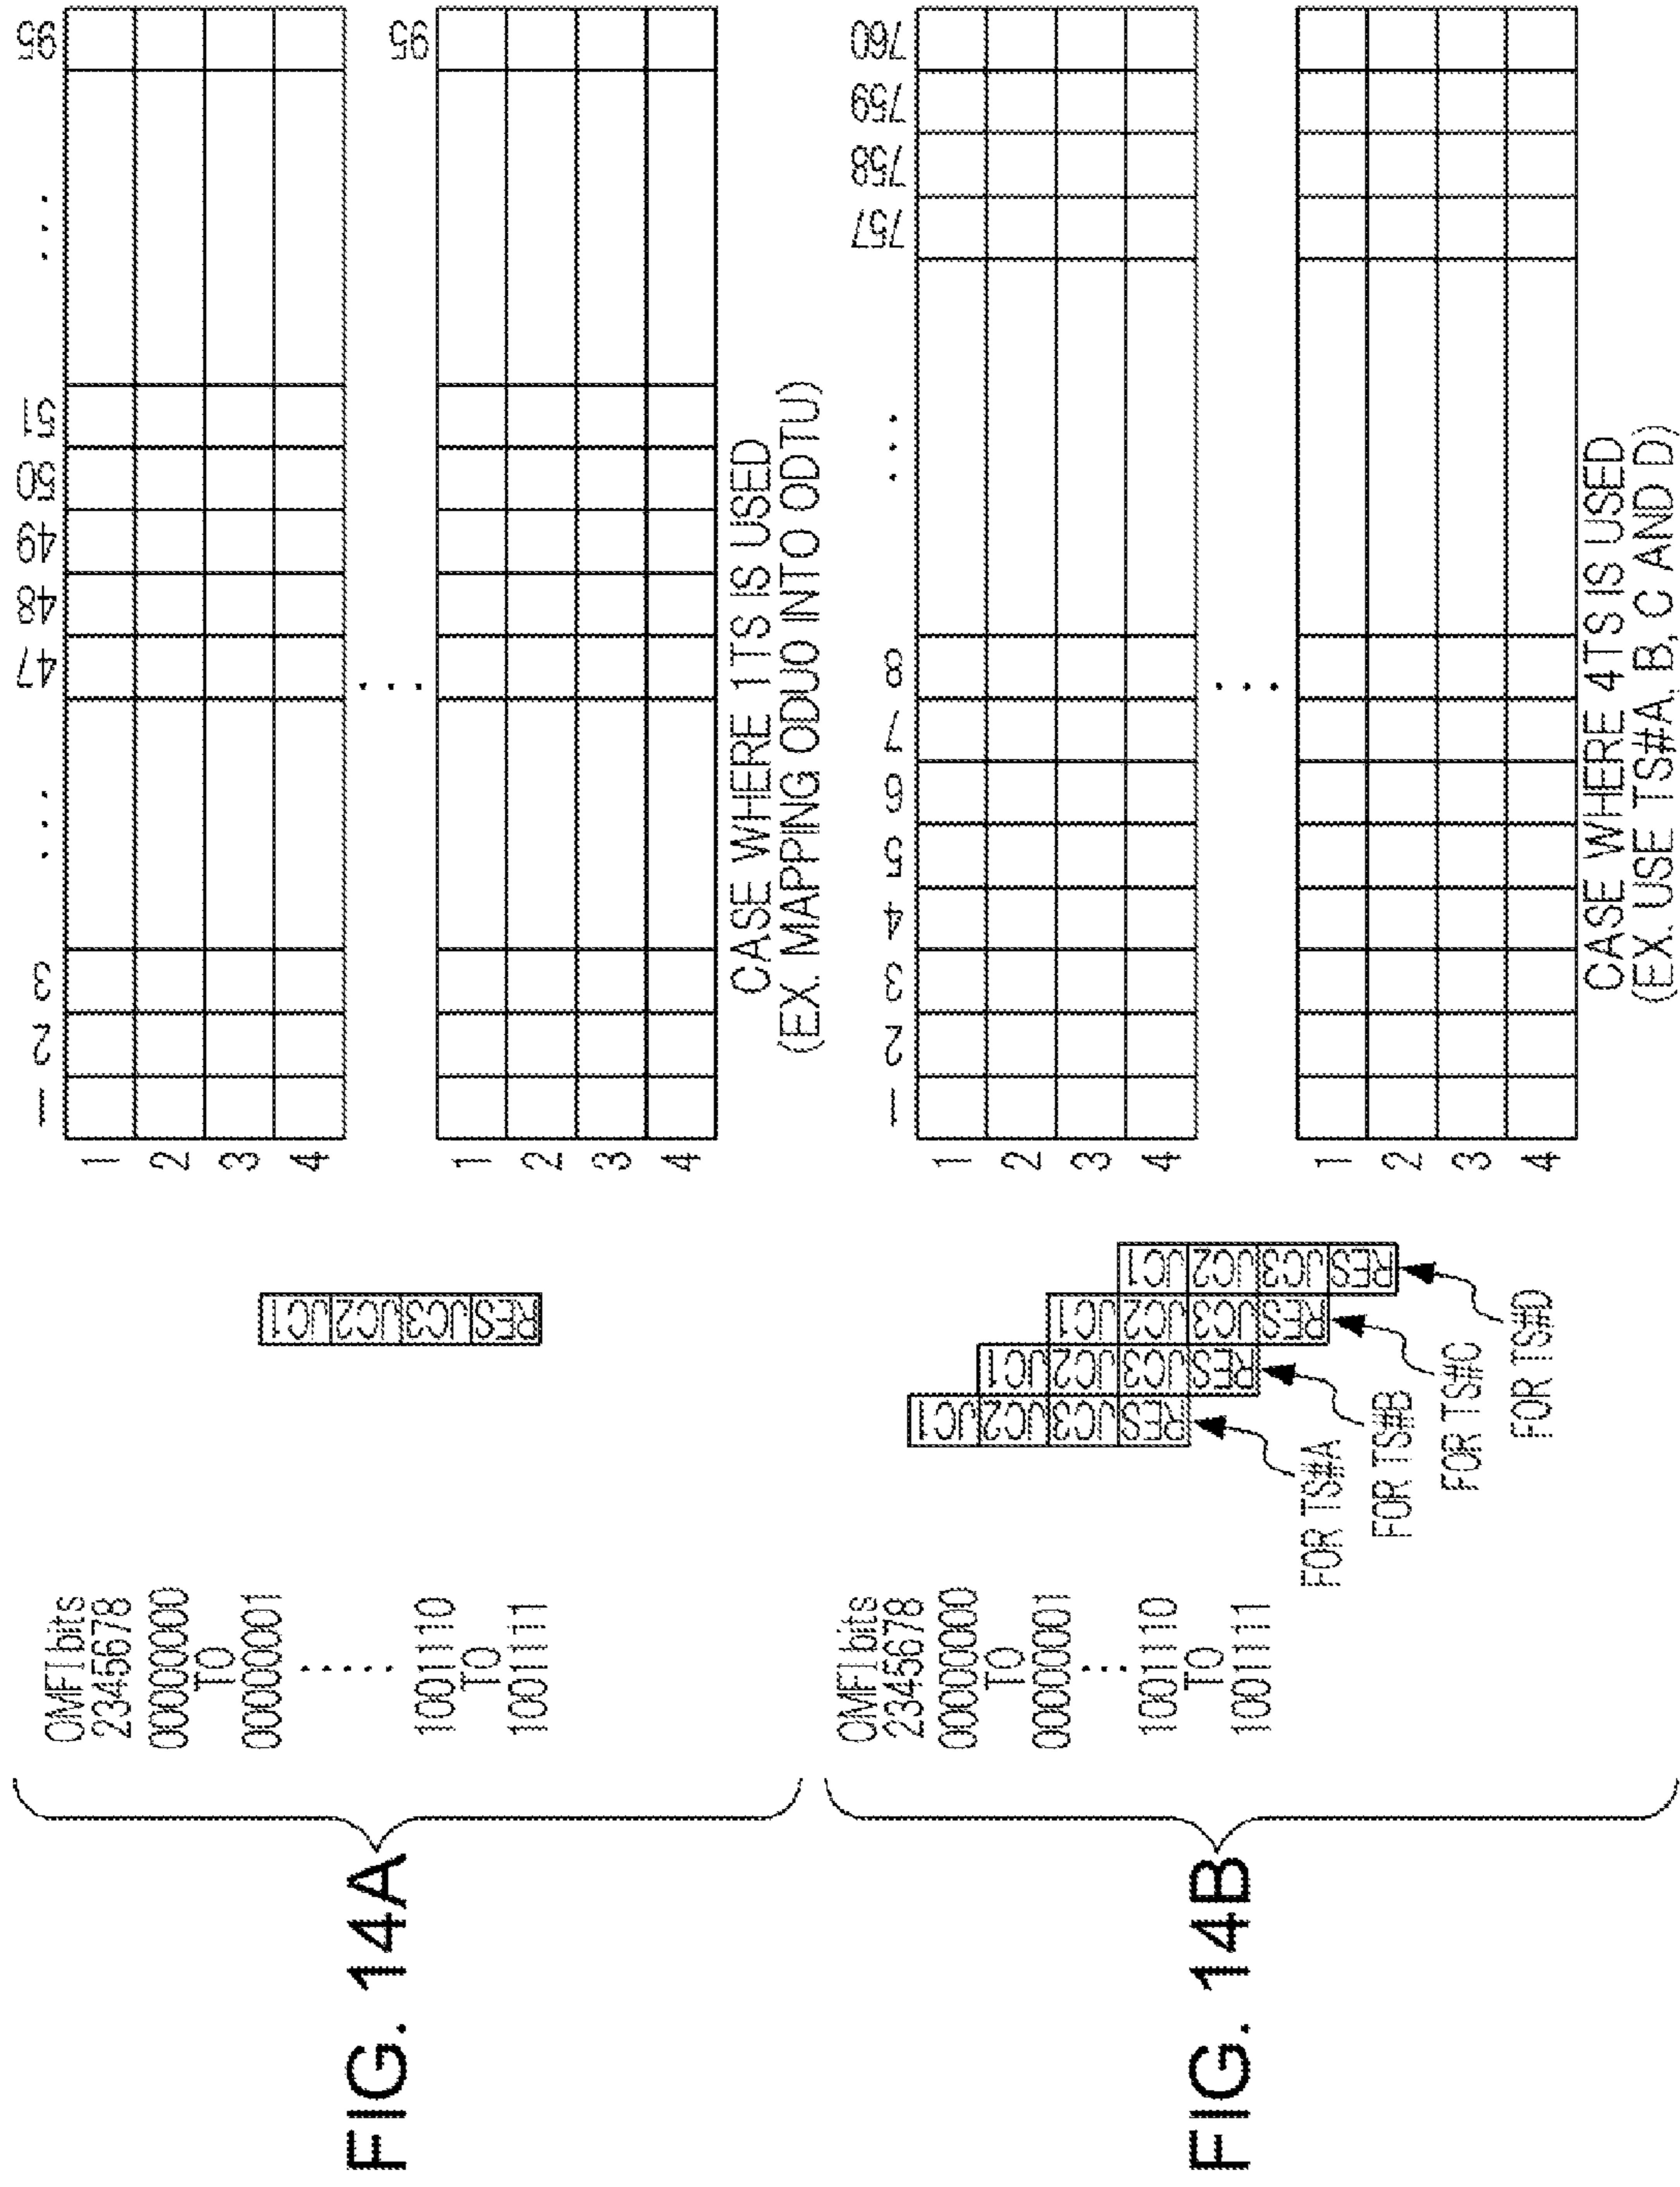 FIG. 14A
OMFI bits
2345678
00000000
TO
00000001
.....
1001110
TO
1001111
JC1
JC2
JC3
RES
1 2 3 ... 47 48 49 50 51 ... 95
1
2
3
4
...
95
1
2
3
4
CASE WHERE 1TS IS USED
(EX. MAPPING ODU0 INTO ODTU)
FIG. 14B
OMFI bits
2345678
00000000
TO
00000001
...
1001110
TO
1001111
JC1
JC2 JC1
JC3 JC2 JC1
RES JC3 JC2 JC1
RES JC3 JC2
RES JC3
RES
FOR TS#A
FOR TS#B
FOR TS#C
FOR TS#D
1 2 3 4 5 6 7 8 ... 757 758 759 760
1
2
3
4
...
1
2
3
4
CASE WHERE 4TS IS USED
(EX. USE TS#A, B, C AND D)